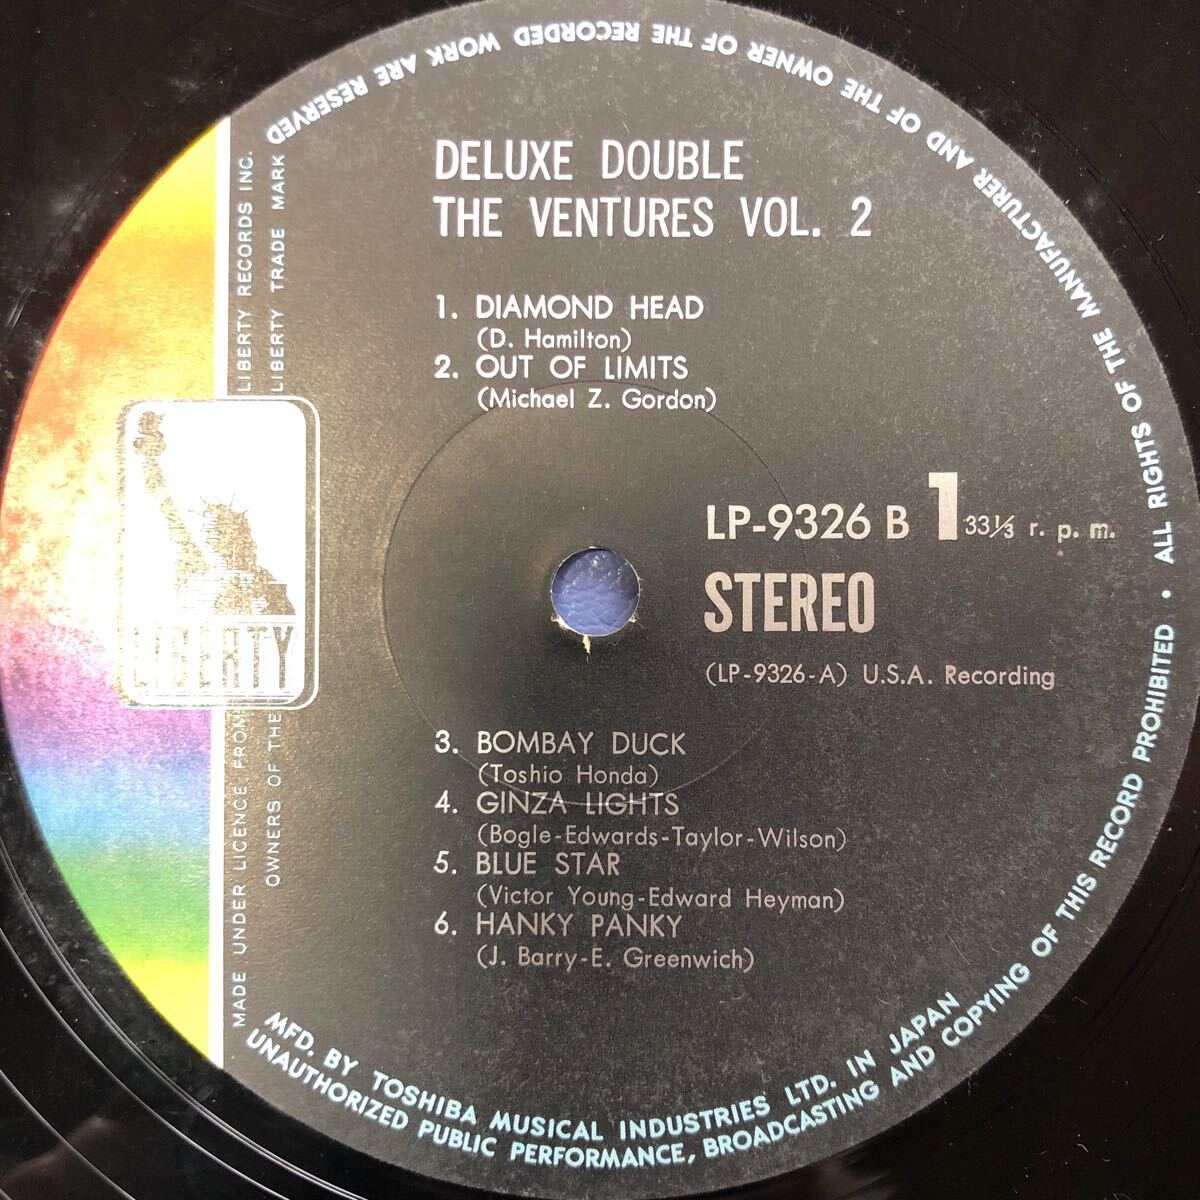 DELUXE DOUBLE
THE VENTURES VOL. 2
1. DIAMOND HEAD
(D. Hamilton)
2. OUT OF LIMITS
(Michael Z. Gordon)
LP-9326 B 1 33⅓ r. p. m.
STEREO
(LP-9326-A) U.S.A. Recording
3. BOMBAY DUCK
(Toshio Honda)
4. GINZA LIGHTS
(Bogle-Edwards-Taylor-Wilson)
5. BLUE STAR
(Victor Young-Edward Heyman)
6. HANKY PANKY
(J. Barry-E. Greenwich)
LIBERTY
MADE UNDER LICENCE FROM LIBERTY RECORDS INC.
OWNERS OF THE LIBERTY TRADE MARK
MFD. BY TOSHIBA MUSICAL INDUSTRIES LTD. IN JAPAN
UNAUTHORIZED PUBLIC PERFORMANCE, BROADCASTING AND COPYING OF THIS RECORD PROHIBITED • ALL RIGHTS OF THE MANUFACTURER AND OF THE OWNER OF THE RECORDED WORK ARE RESERVED